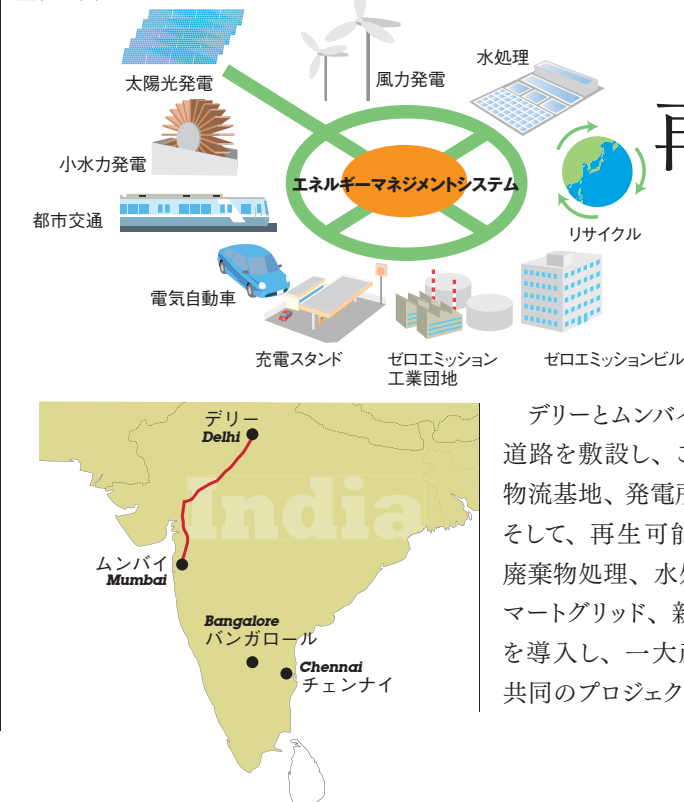 太陽光発電
風力発電
水処理
小水力発電
エネルギーマネジメントシステム
都市交通
リサイクル
電気自動車
充電スタンド
ゼロエミッション
工業団地
ゼロエミッションビル
再
デリー
Delhi
India
ムンバイ
Mumbai
Bangalore
バンガロール
Chennai
チェンナイ
デリーとムンバイ
道路を敷設し、こ
物流基地、発電所
そして、再生可能
廃棄物処理、水処
マートグリッド、新
を導入し、一大産
共同のプロジェク